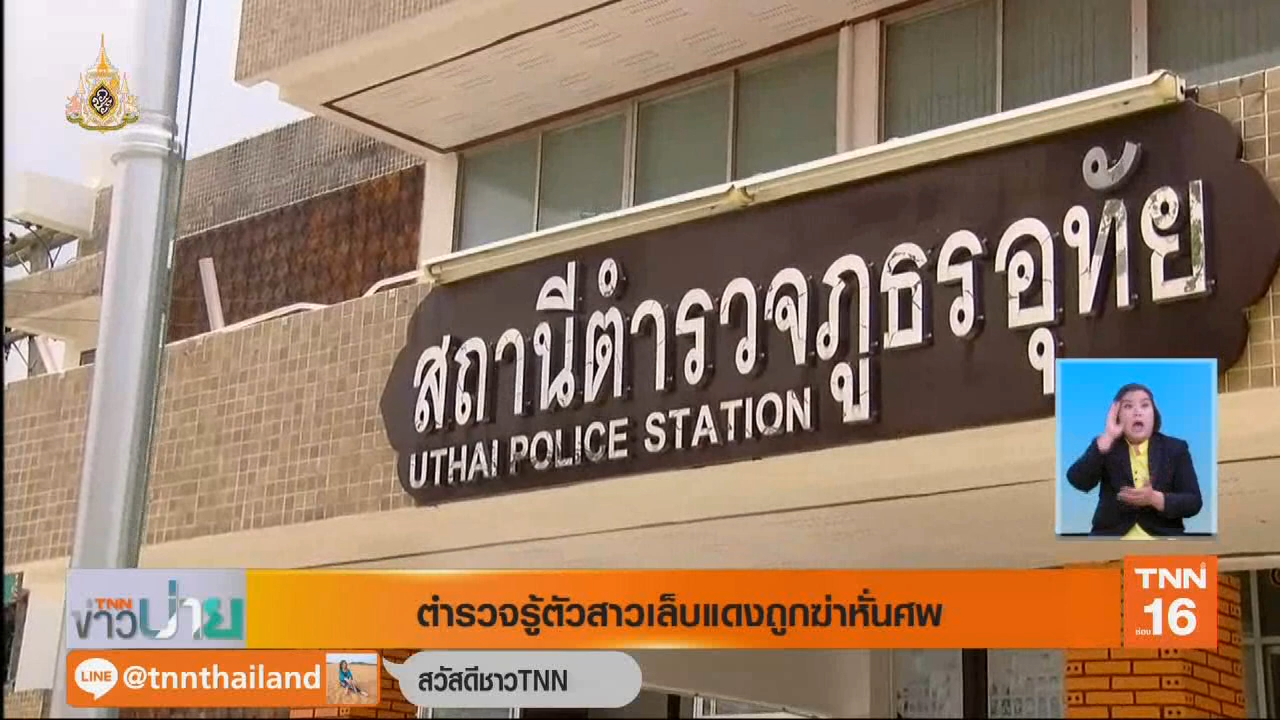 สถานีตำรวจภูธรอุทัย
UTHAI POLICE STATION
TNN
ข่าวบ่าย
ตำรวจรู้ตัวสาวเล็บแดงถูกฆ่าหั่นศพ
TNN
ช่อง 16
LINE @tnnthailand
สวัสดีชาวTNN